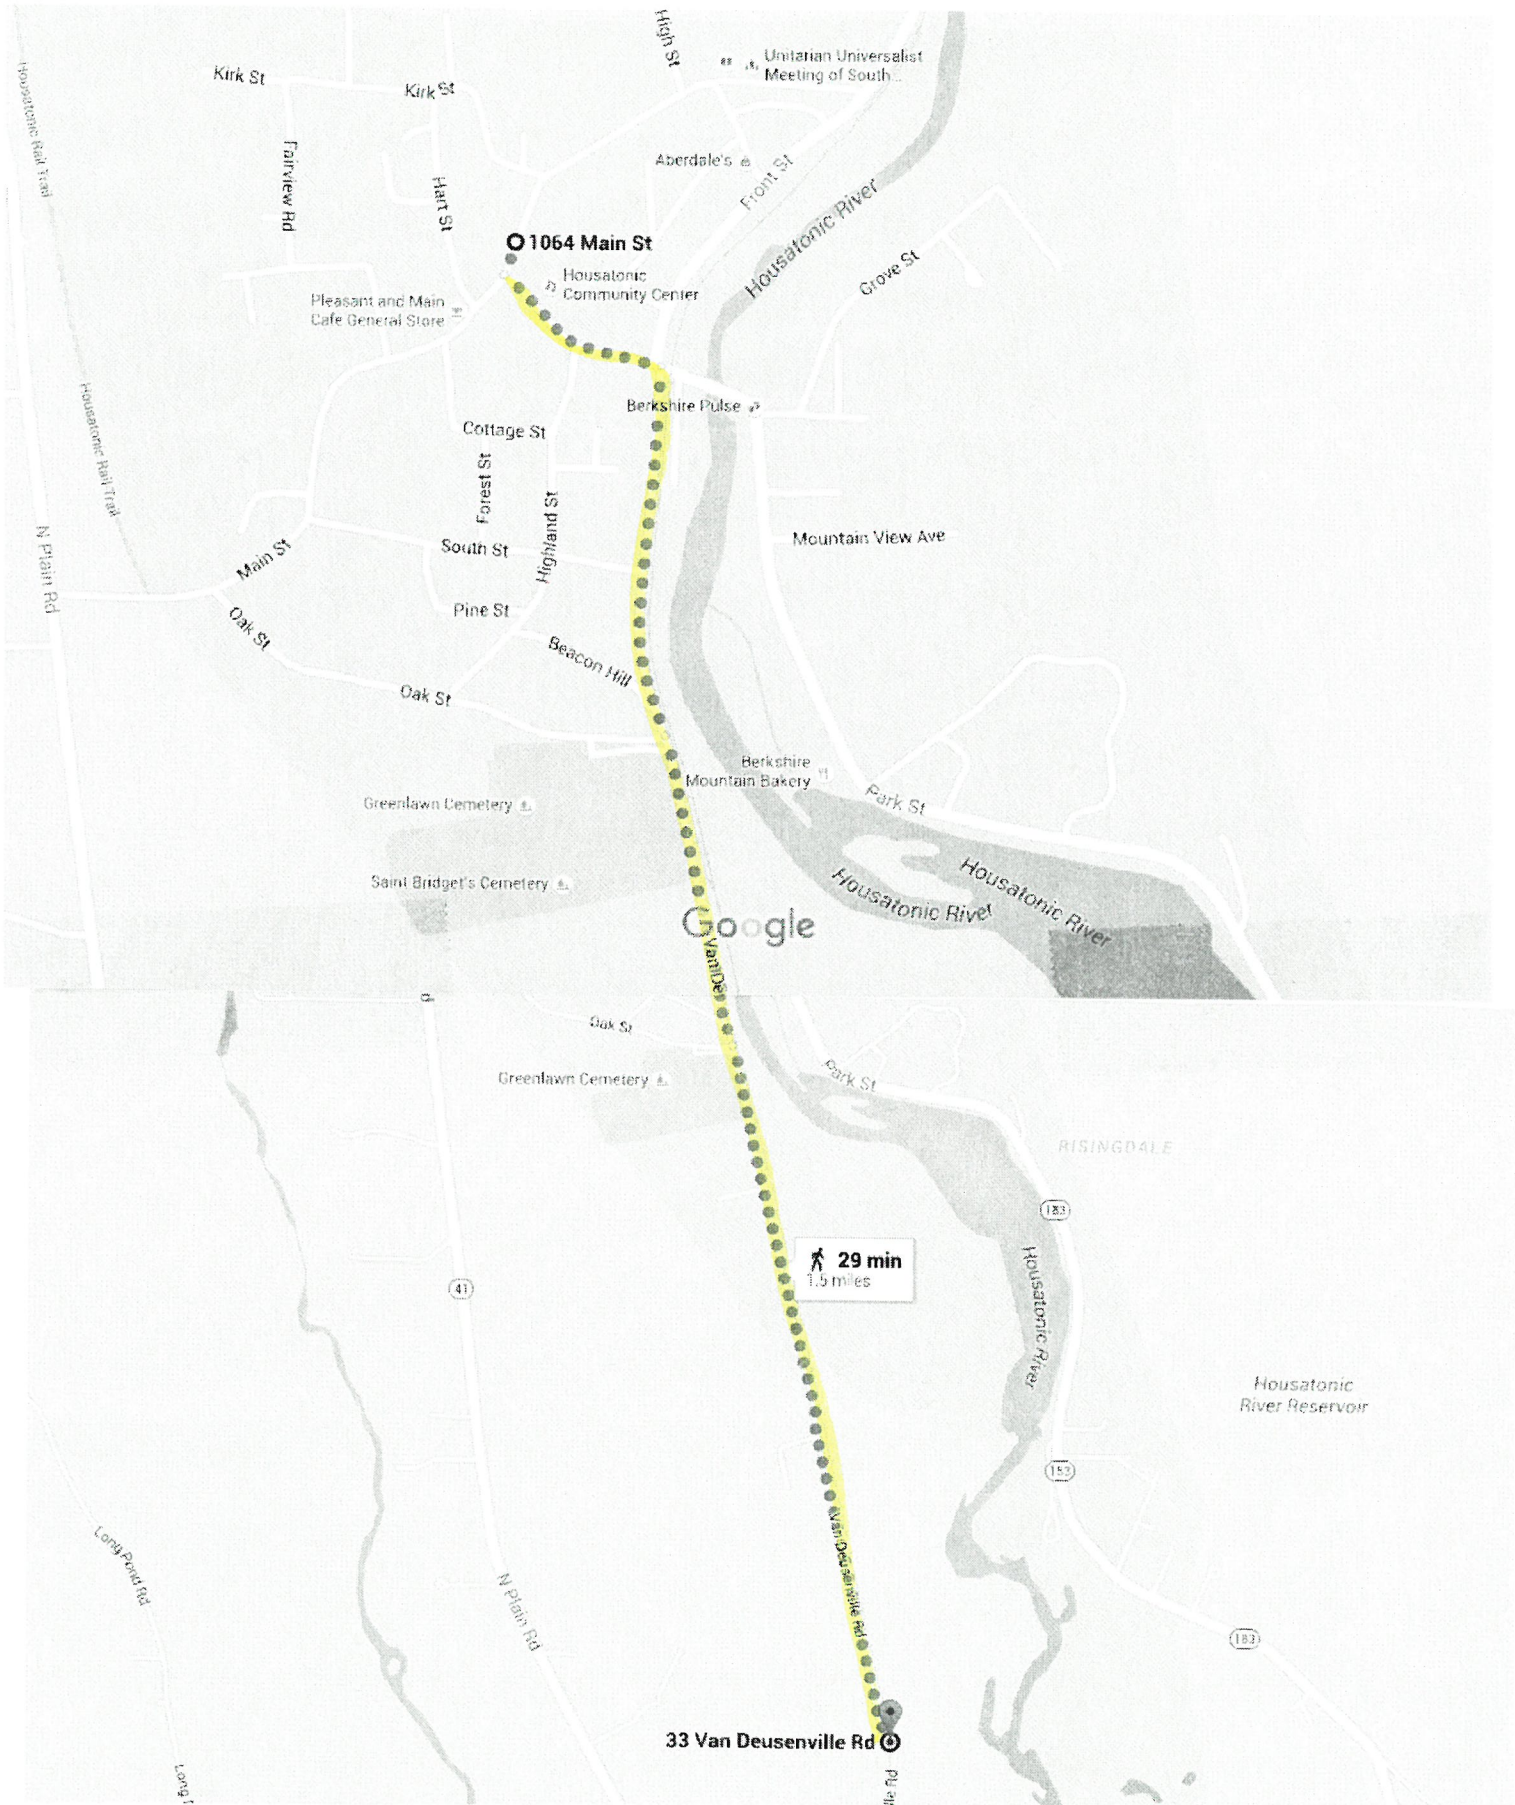 High St
Unitarian Universalist
Meeting of South...
Kirk St
Kirk St
Housatonic Rail Trail
Fairview Rd
Hart St
Aberdale's
Front St
Housatonic River
Grove St
1064 Main St
Housatonic
Community Center
Pleasant and Main
Cafe General Store
Housatonic Rail Trail
Berkshire Pulse
Cottage St
Forest St
Highland St
N Plain Rd
Main St
South St
Mountain View Ave
Oak St
Pine St
Beacon Hill
Oak St
Berkshire
Mountain Bakery
Park St
Greenlawn Cemetery
Saint Bridget's Cemetery
Housatonic River
Housatonic River
Google
Van De
Oak St
Greenlawn Cemetery
Park St
RISINGDALE
183
29 min
1.5 miles
41
Housatonic River
Housatonic
River Reservoir
183
Long Pond Rd
N Plain Rd
Van Deusenville Rd
183
33 Van Deusenville Rd
Long
lle Rd